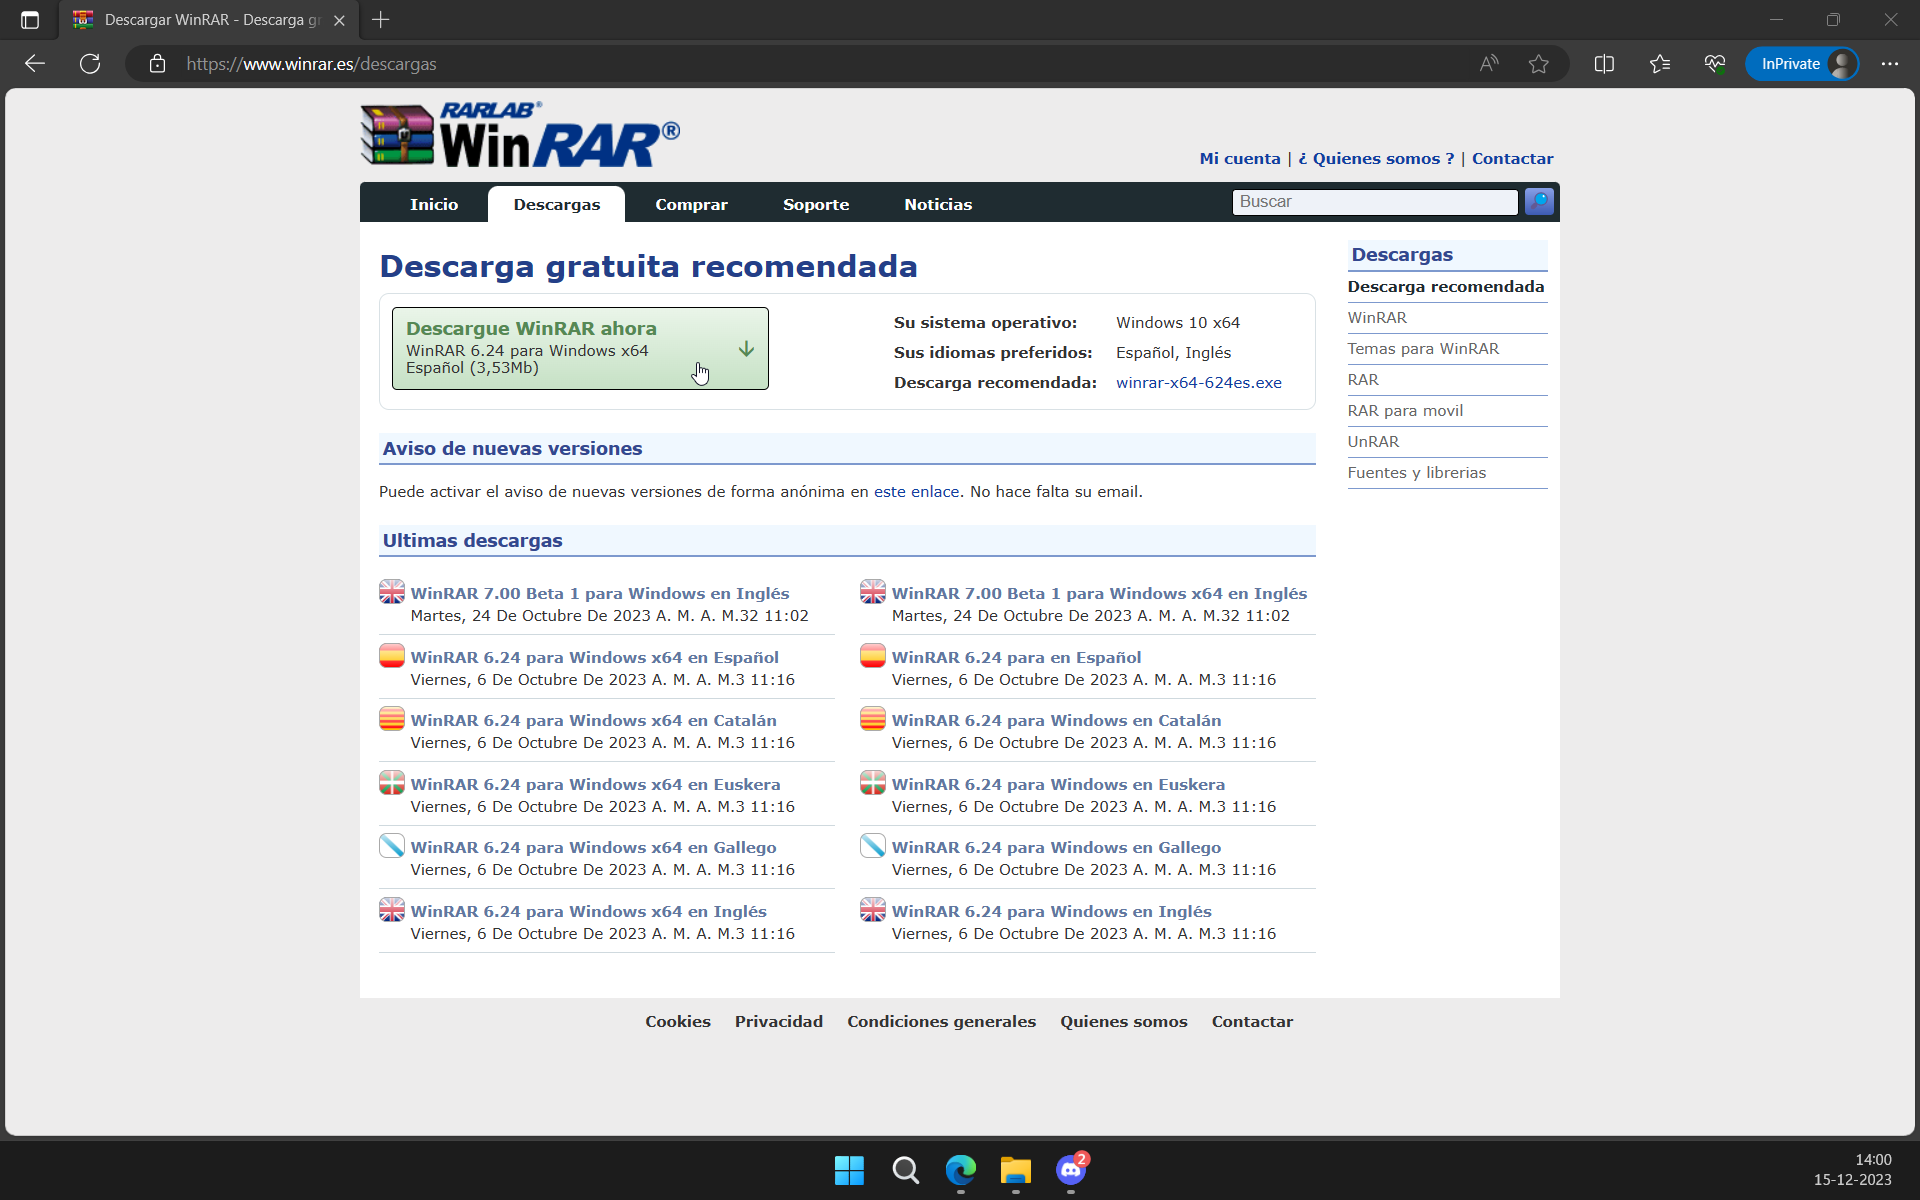 Descargar WinRAR - Descarga gr
https://www.winrar.es/descargas
InPrivate
RARLAB®
WinRAR®
Mi cuenta | ¿ Quienes somos ? | Contactar
Inicio
Descargas
Comprar
Soporte
Noticias
Buscar
Descarga gratuita recomendada
Descargue WinRAR ahora
WinRAR 6.24 para Windows x64
Español (3,53Mb)
Su sistema operativo: Windows 10 x64
Sus idiomas preferidos: Español, Inglés
Descarga recomendada: winrar-x64-624es.exe
Aviso de nuevas versiones
Puede activar el aviso de nuevas versiones de forma anónima en este enlace. No hace falta su email.
Ultimas descargas
WinRAR 7.00 Beta 1 para Windows en Inglés
Martes, 24 De Octubre De 2023 A. M. A. M.32 11:02
WinRAR 7.00 Beta 1 para Windows x64 en Inglés
Martes, 24 De Octubre De 2023 A. M. A. M.32 11:02
WinRAR 6.24 para Windows x64 en Español
Viernes, 6 De Octubre De 2023 A. M. A. M.3 11:16
WinRAR 6.24 para en Español
Viernes, 6 De Octubre De 2023 A. M. A. M.3 11:16
WinRAR 6.24 para Windows x64 en Catalán
Viernes, 6 De Octubre De 2023 A. M. A. M.3 11:16
WinRAR 6.24 para Windows en Catalán
Viernes, 6 De Octubre De 2023 A. M. A. M.3 11:16
WinRAR 6.24 para Windows x64 en Euskera
Viernes, 6 De Octubre De 2023 A. M. A. M.3 11:16
WinRAR 6.24 para Windows en Euskera
Viernes, 6 De Octubre De 2023 A. M. A. M.3 11:16
WinRAR 6.24 para Windows x64 en Gallego
Viernes, 6 De Octubre De 2023 A. M. A. M.3 11:16
WinRAR 6.24 para Windows en Gallego
Viernes, 6 De Octubre De 2023 A. M. A. M.3 11:16
WinRAR 6.24 para Windows x64 en Inglés
Viernes, 6 De Octubre De 2023 A. M. A. M.3 11:16
WinRAR 6.24 para Windows en Inglés
Viernes, 6 De Octubre De 2023 A. M. A. M.3 11:16
Descargas
Descarga recomendada
WinRAR
Temas para WinRAR
RAR
RAR para movil
UnRAR
Fuentes y librerias
Cookies
Privacidad
Condiciones generales
Quienes somos
Contactar
2
14:00
15-12-2023